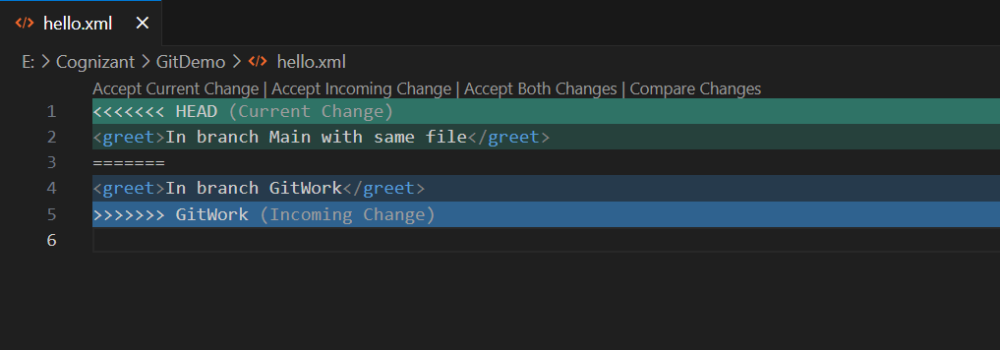 hello.xml
E: > Cognizant > GitDemo > hello.xml
Accept Current Change | Accept Incoming Change | Accept Both Changes | Compare Changes
1 <<<<<<< HEAD (Current Change)
2 <greet>In branch Main with same file</greet>
3 =======
4 <greet>In branch GitWork</greet>
5 >>>>>>> GitWork (Incoming Change)
6